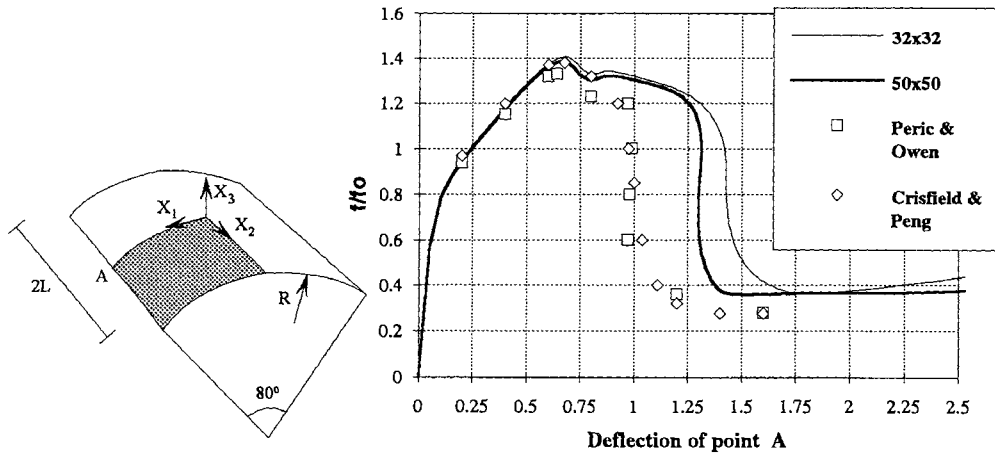 X₃
X₁
X₂
A
2L
R
80⁰
1.6
1.4
1.2
1
0.8
0.6
0.4
0.2
0
f/fo
0 0.25 0.5 0.75 1 1.25 1.5 1.75 2 2.25 2.5
Deflection of point A
32x32
50x50
Peric &
Owen
Crisfield &
Peng